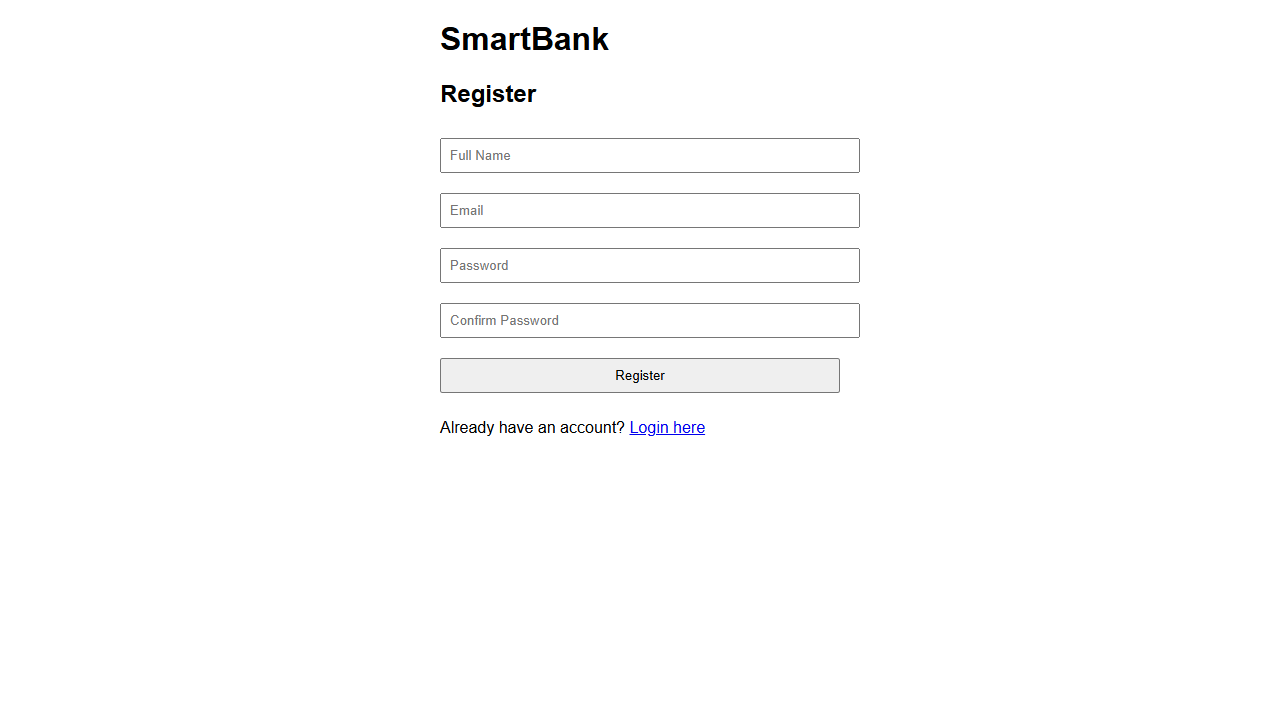 SmartBank
Register
Full Name
Email
Password
Confirm Password
Register
Already have an account? Login here